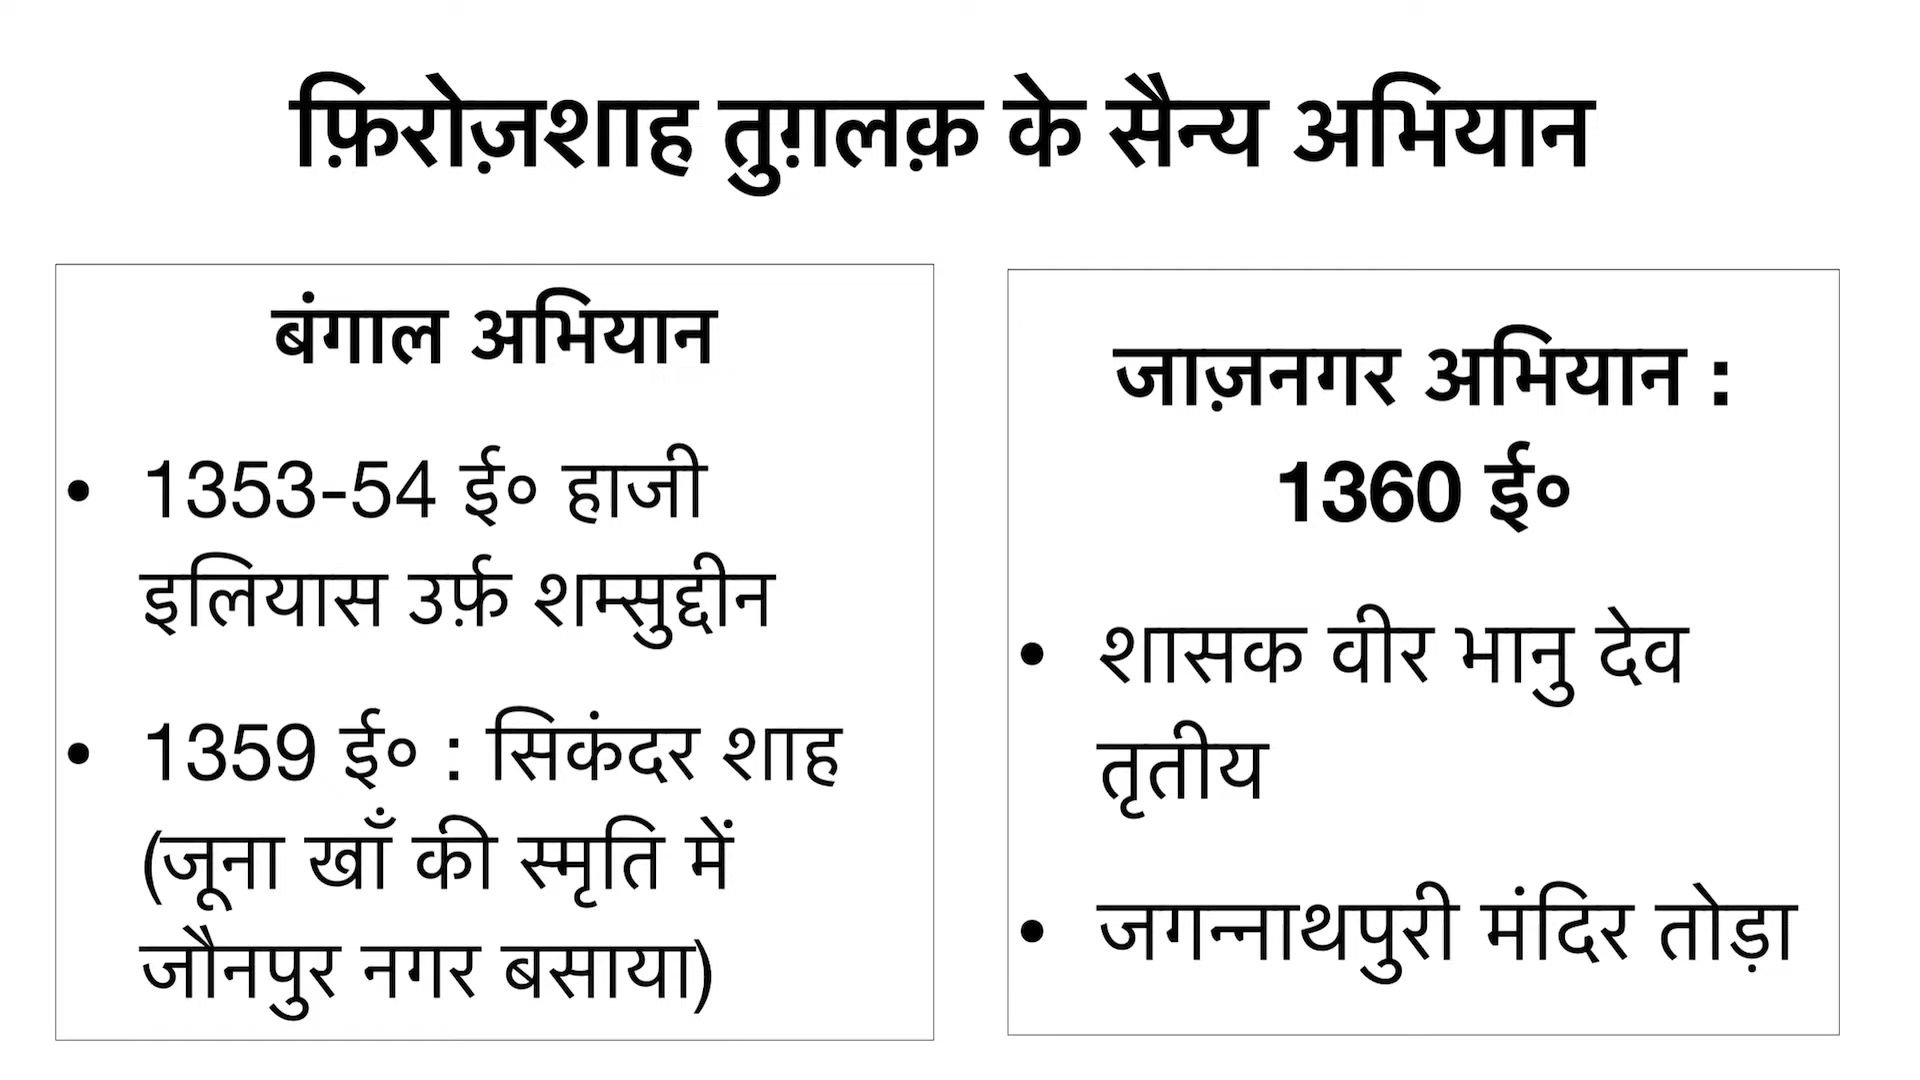 फ़िरोज़शाह तुग़लक़ के सैन्य अभियान
बंगाल अभियान
• 1353-54 ई० हाजी
इलियास उर्फ़ शम्सुद्दीन
• 1359 ई० : सिकंदर शाह
(जूना खाँ की स्मृति में
जौनपुर नगर बसाया)
जाज़नगर अभियान :
1360 ई०
• शासक वीर भानु देव
तृतीय
• जगन्नाथपुरी मंदिर तोड़ा